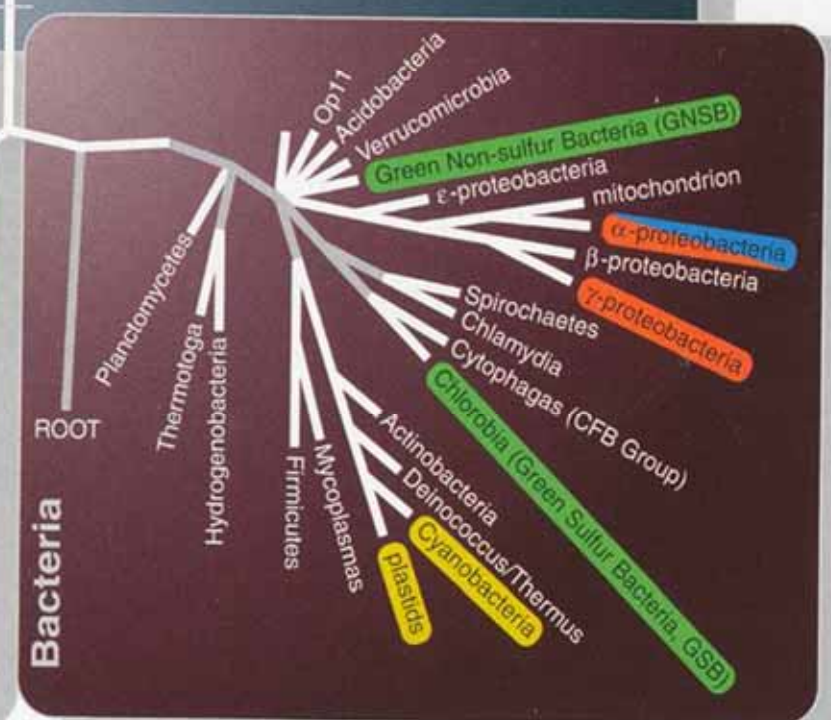 Op11
Acidobacteria
Verrucomicrobia
Green Non-sulfur Bacteria (GNSB)
ε-proteobacteria
mitochondrion
α-proteobacteria
β-proteobacteria
γ-proteobacteria
Spirochaetes
Chlamydia
Cytophagas (CFB Group)
Chlorobia (Green Sulfur Bacteria, GSB)
Actinobacteria
Deinococcus/Thermus
Cyanobacteria
plastids
Mycoplasmas
Firmicutes
Hydrogenobacteria
Thermotoga
Planctomycetes
ROOT
Bacteria